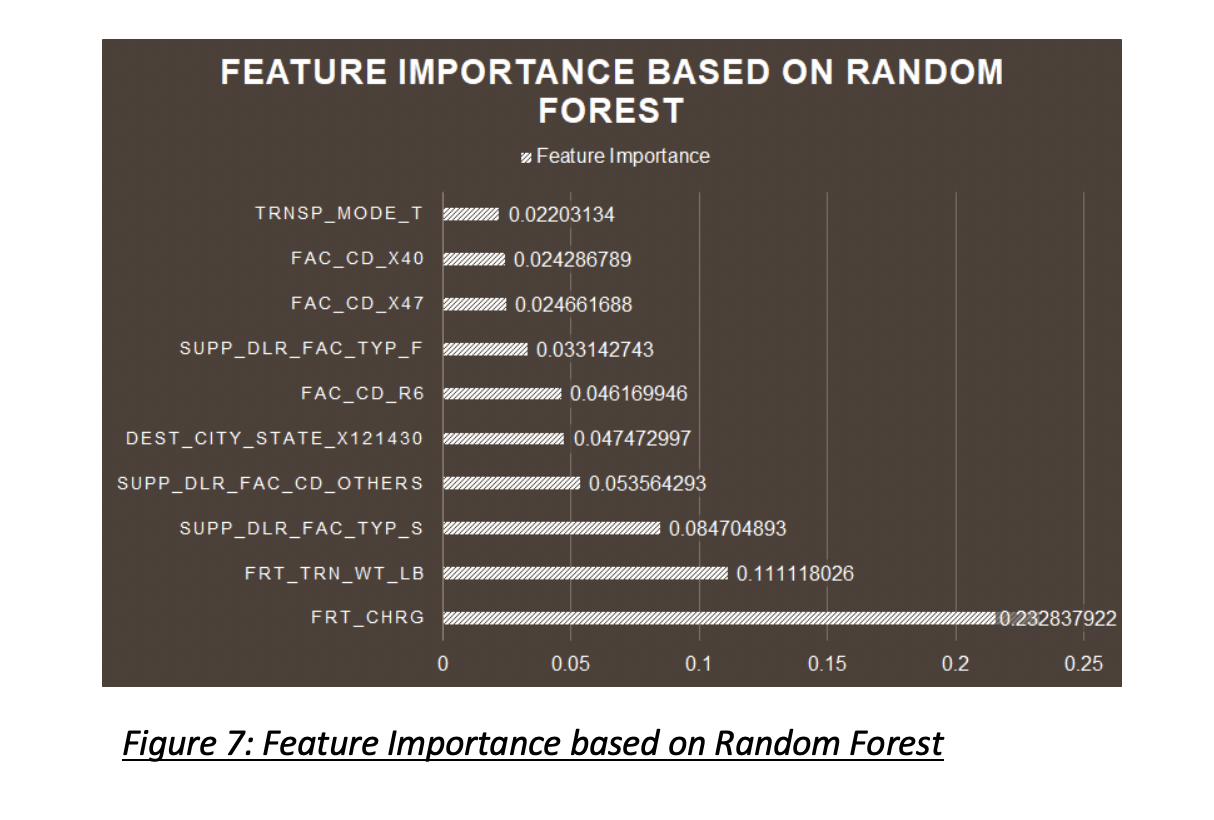 FEATURE IMPORTANCE BASED ON RANDOM
FOREST
Feature Importance
TRNSP_MODE_T 0.02203134
FAC_CD_X40 0.024286789
FAC_CD_X47 0.024661688
SUPP_DLR_FAC_TYP_F 0.033142743
FAC_CD_R6 0.046169946
DEST_CITY_STATE_X121430 0.047472997
SUPP_DLR_FAC_CD_OTHERS 0.053564293
SUPP_DLR_FAC_TYP_S 0.084704893
FRT_TRN_WT_LB 0.111118026
FRT_CHRG 0.232837922
0 0.05 0.1 0.15 0.2 0.25
Figure 7: Feature Importance based on Random Forest